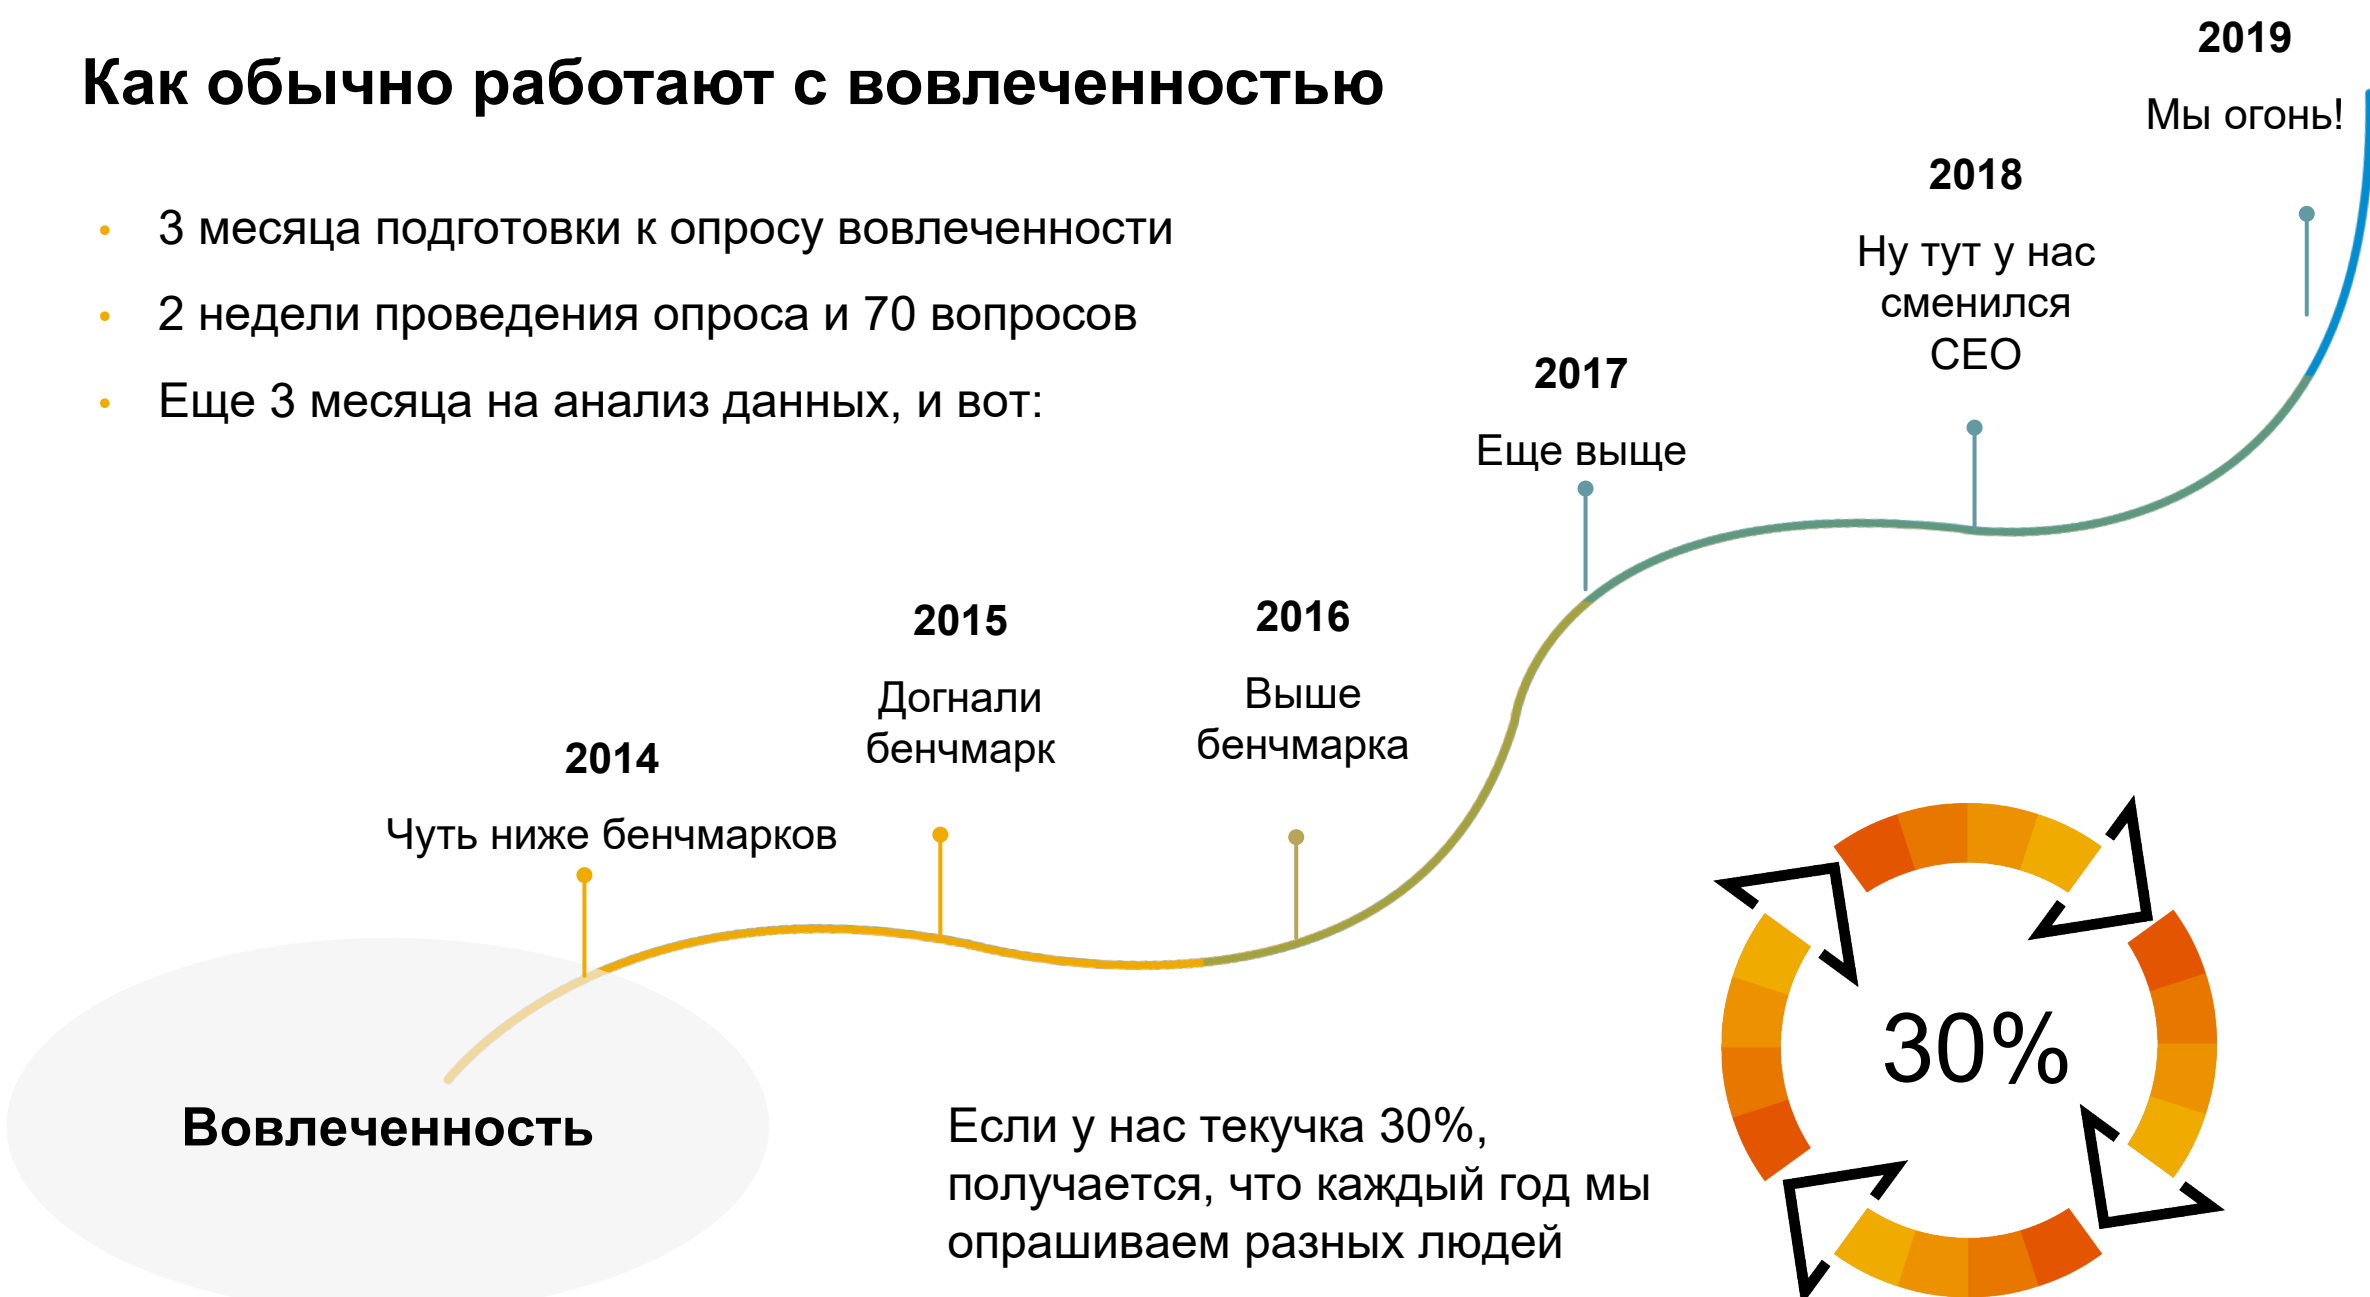 Как обычно работают с вовлеченностью
• 3 месяца подготовки к опросу вовлеченности
• 2 недели проведения опроса и 70 вопросов
• Еще 3 месяца на анализ данных, и вот:
2014
Чуть ниже бенчмарков
2015
Догнали
бенчмарк
2016
Выше
бенчмарка
2017
Еще выше
2018
Ну тут у нас
сменился
CEO
2019
Мы огонь!
Вовлеченность
Если у нас текучка 30%,
получается, что каждый год мы
опрашиваем разных людей
30%